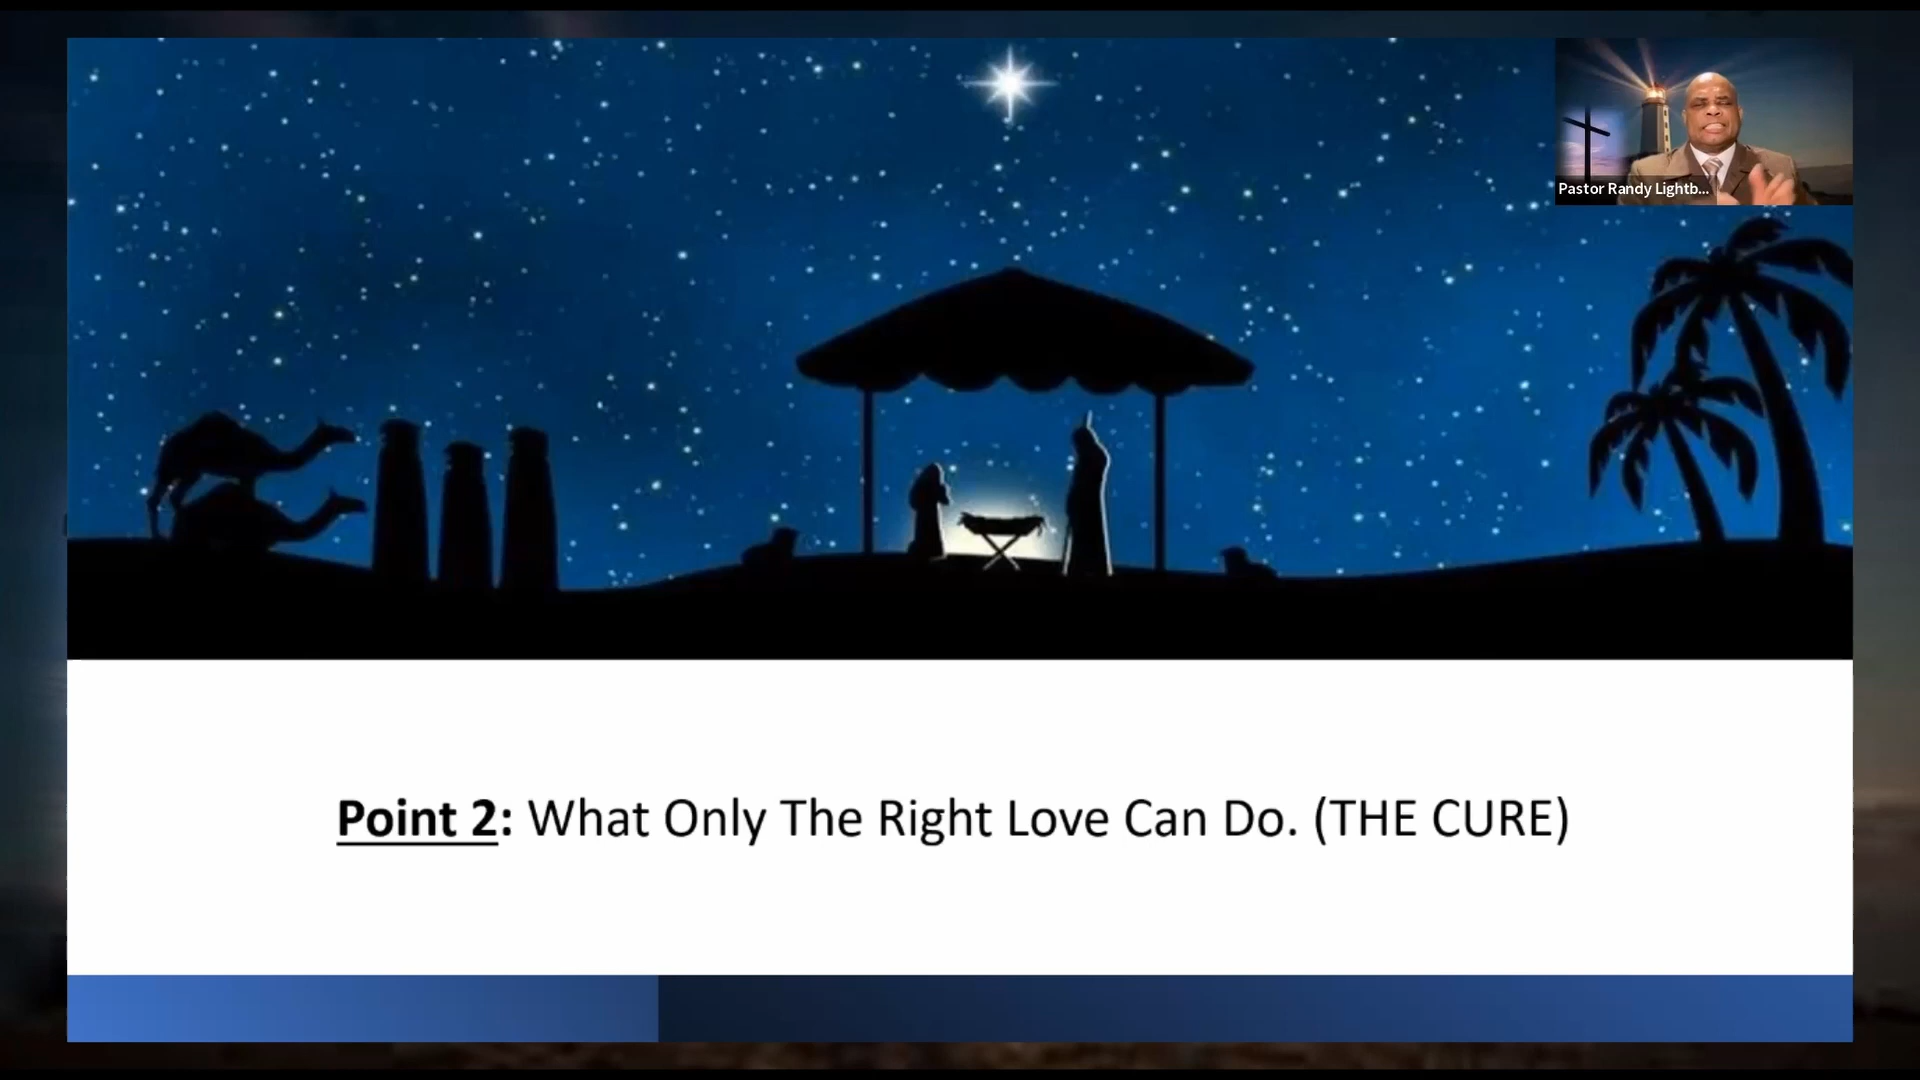 Pastor Randy Lightb...
Point 2: What Only The Right Love Can Do. (THE CURE)